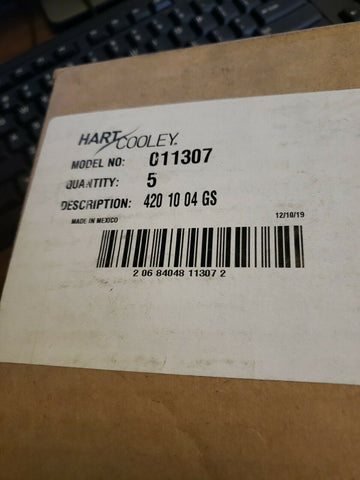 HART COOLEY.
MODEL NO: 011307
QUANTITY: 5
DESCRIPTION: 420 10 04 GS
MADE IN MEXICO 12/10/19
2 06 84048 11307 2